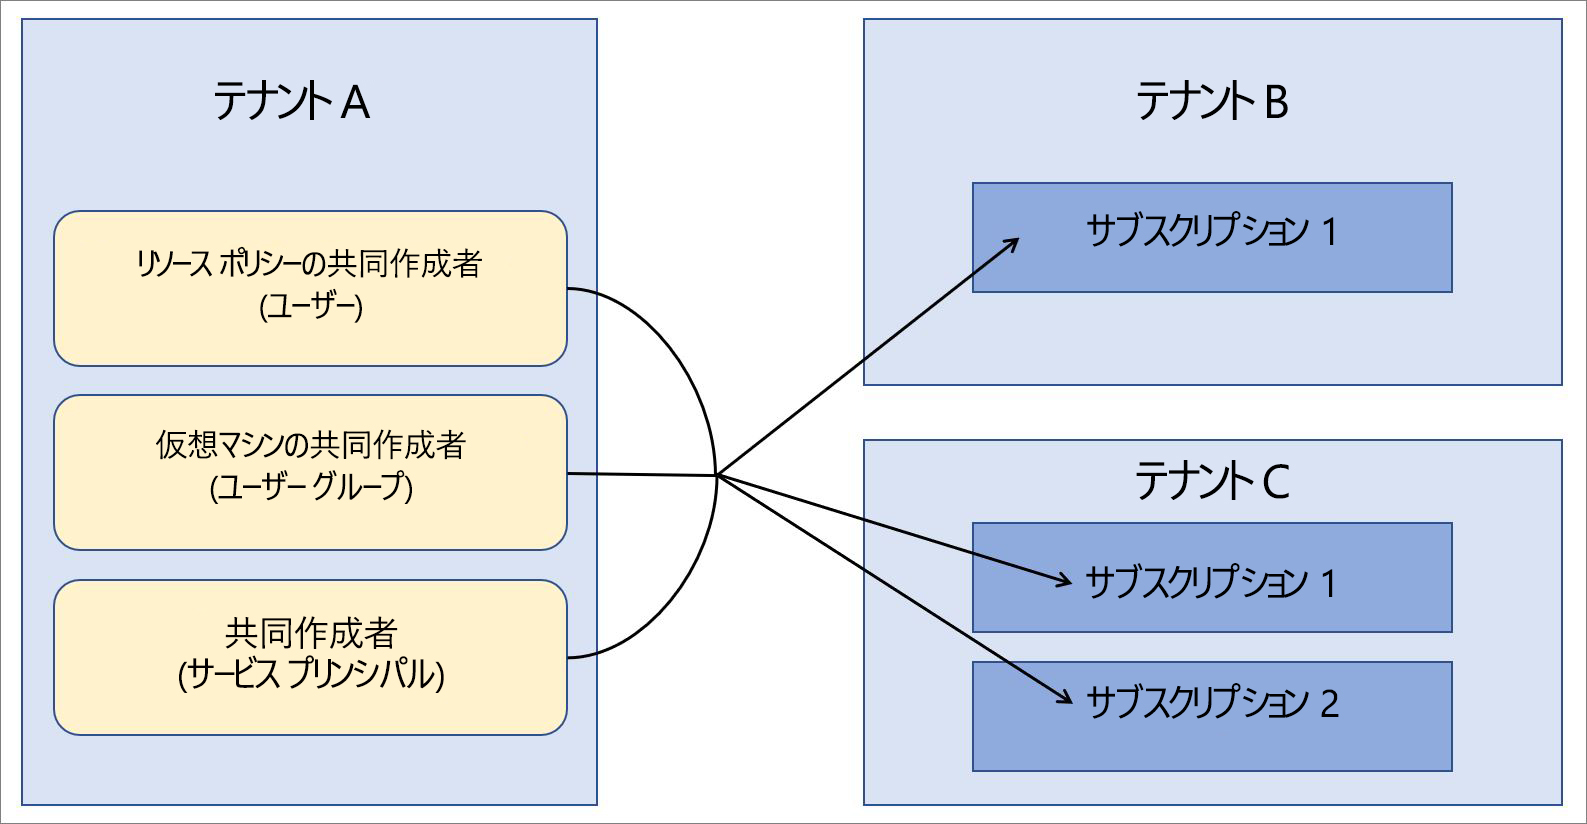 テナント A
リソース ポリシーの共同作成者
(ユーザー)
仮想マシンの共同作成者
(ユーザー グループ)
共同作成者
(サービス プリンシパル)
テナント B
サブスクリプション 1
テナント C
サブスクリプション 1
サブスクリプション 2